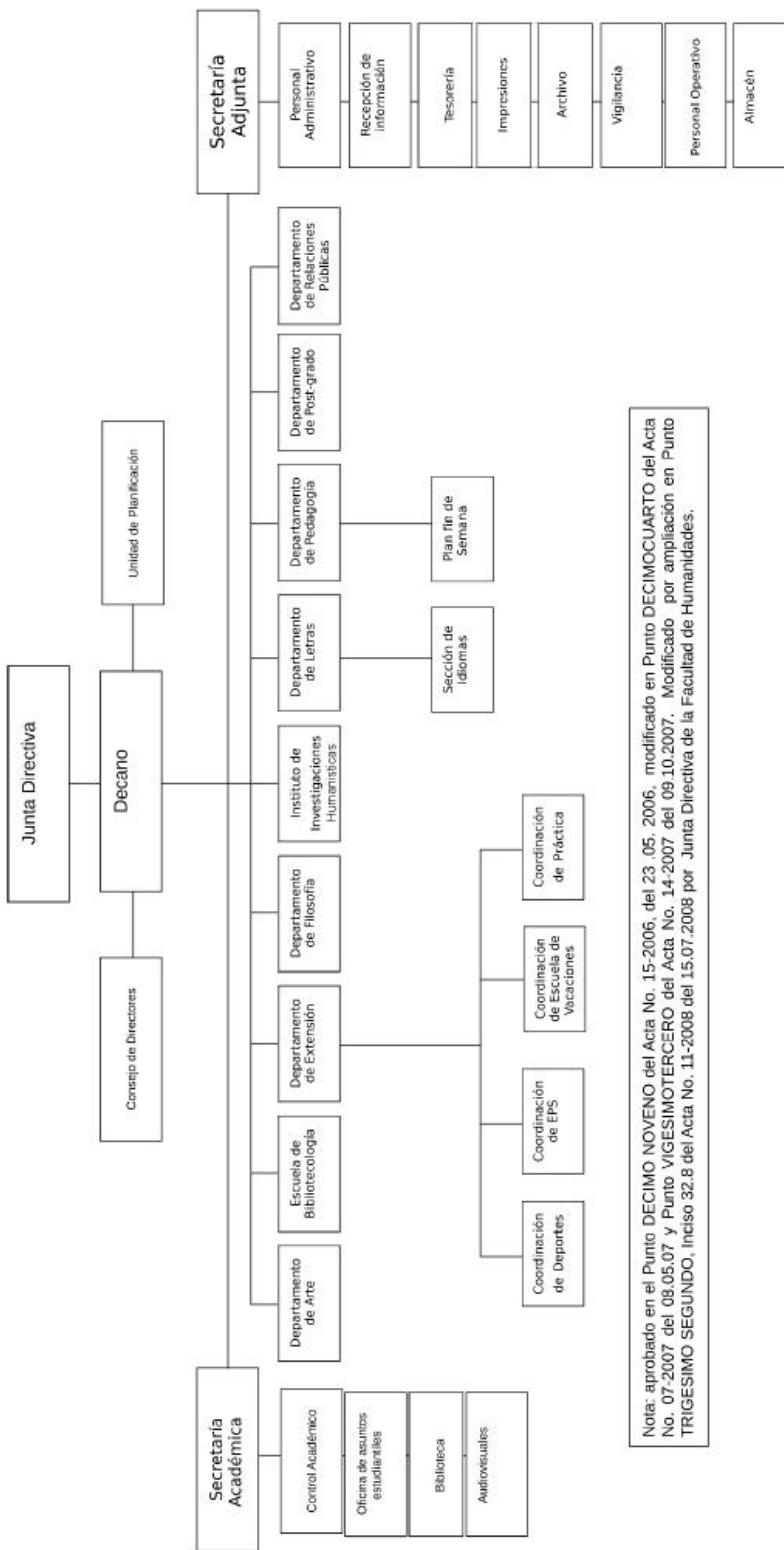 Junta Directiva
Consejo de Directores
Decano
Unidad de Planificación
Secretaría
Académica
Secretaría
Adjunta
Departamento
de Arte
Escuela de
Bibliotecología
Departamento
de Extensión
Departamento
de Filosofía
Instituto de
Investigaciones
Humanísticas
Departamento
de Letras
Departamento
de Pedagogía
Departamento
de Post-grado
Departamento
de Relaciones
Públicas
Control Académico
Oficina de asuntos
estudiantiles
Biblioteca
Audiovisuales
Coordinación
de Deportes
Coordinación
de EPS
Coordinación
de Escuela de
Vacaciones
Coordinación
de Práctica
Sección de
Idiomas
Plan fin de
Semana
Personal
Administrativo
Recepción de
información
Tesorería
Impresiones
Archivo
Vigilancia
Personal Operativo
Almacén
Nota: aprobado en el Punto DECIMO NOVENO del Acta No. 15-2006, del 23 .05. 2006, modificado en Punto DECIMOCUARTO del Acta
No. 07-2007 del 08.05.07 y Punto VIGESIMOTERCERO del Acta No. 14-2007 del 09.10.2007. Modificado por ampliación en Punto
TRIGESIMO SEGUNDO, Inciso 32.8 del Acta No. 11-2008 del 15.07.2008 por Junta Directiva de la Facultad de Humanidades.